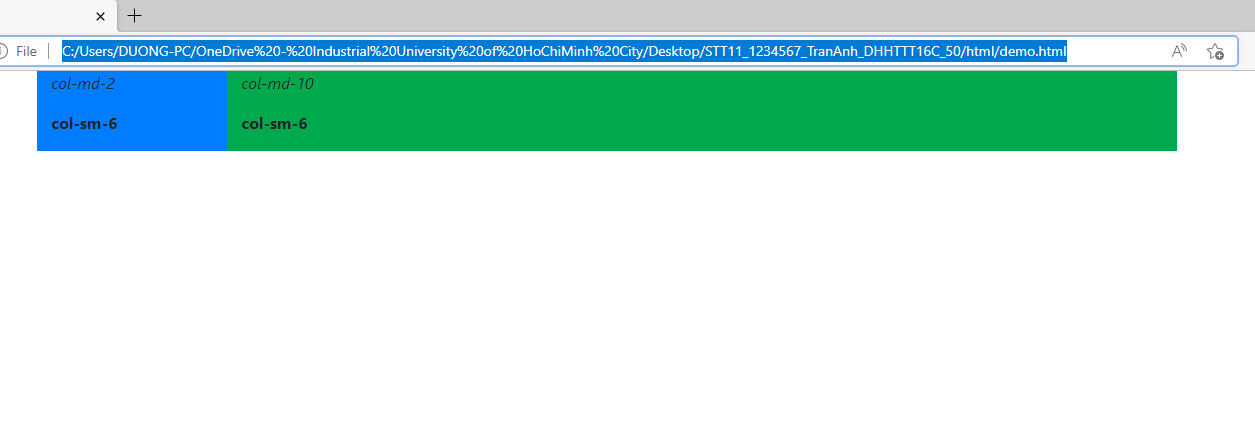 File C:/Users/DUONG-PC/OneDrive%20-%20Industrial%20University%20of%20HoChiMinh%20City/Desktop/STT11_1234567_TranAnh_DHHTTT16C_50/html/demo.html
col-md-2 col-md-10
col-sm-6 col-sm-6